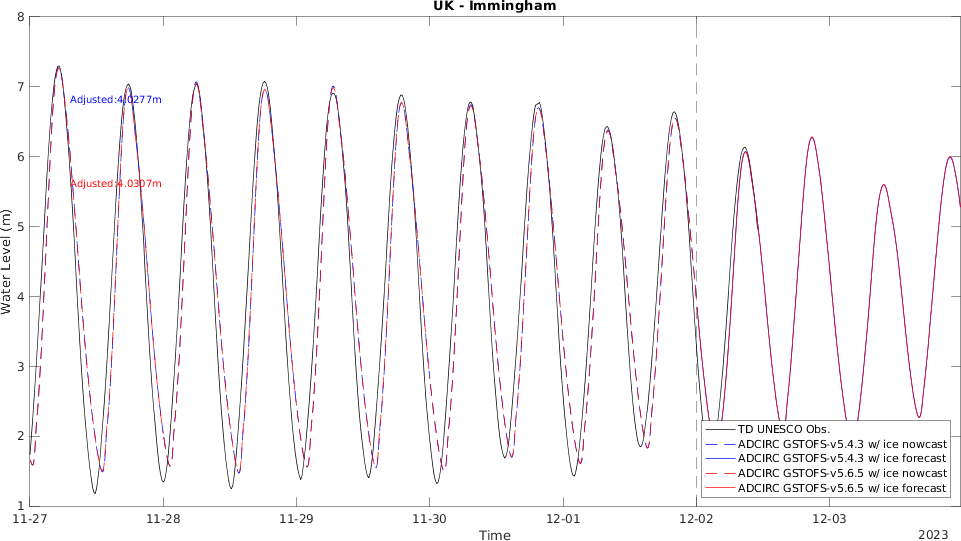 UK - Immingham
8
7
6
5
4
3
2
1
Water Level (m)
Adjusted:4.0277m
Adjusted:4.0307m
TD UNESCO Obs.
ADCIRC GSTOFS-v5.4.3 w/ ice nowcast
ADCIRC GSTOFS-v5.4.3 w/ ice forecast
ADCIRC GSTOFS-v5.6.5 w/ ice nowcast
ADCIRC GSTOFS-v5.6.5 w/ ice forecast
11-27 11-28 11-29 11-30 12-01 12-02 12-03
Time
2023